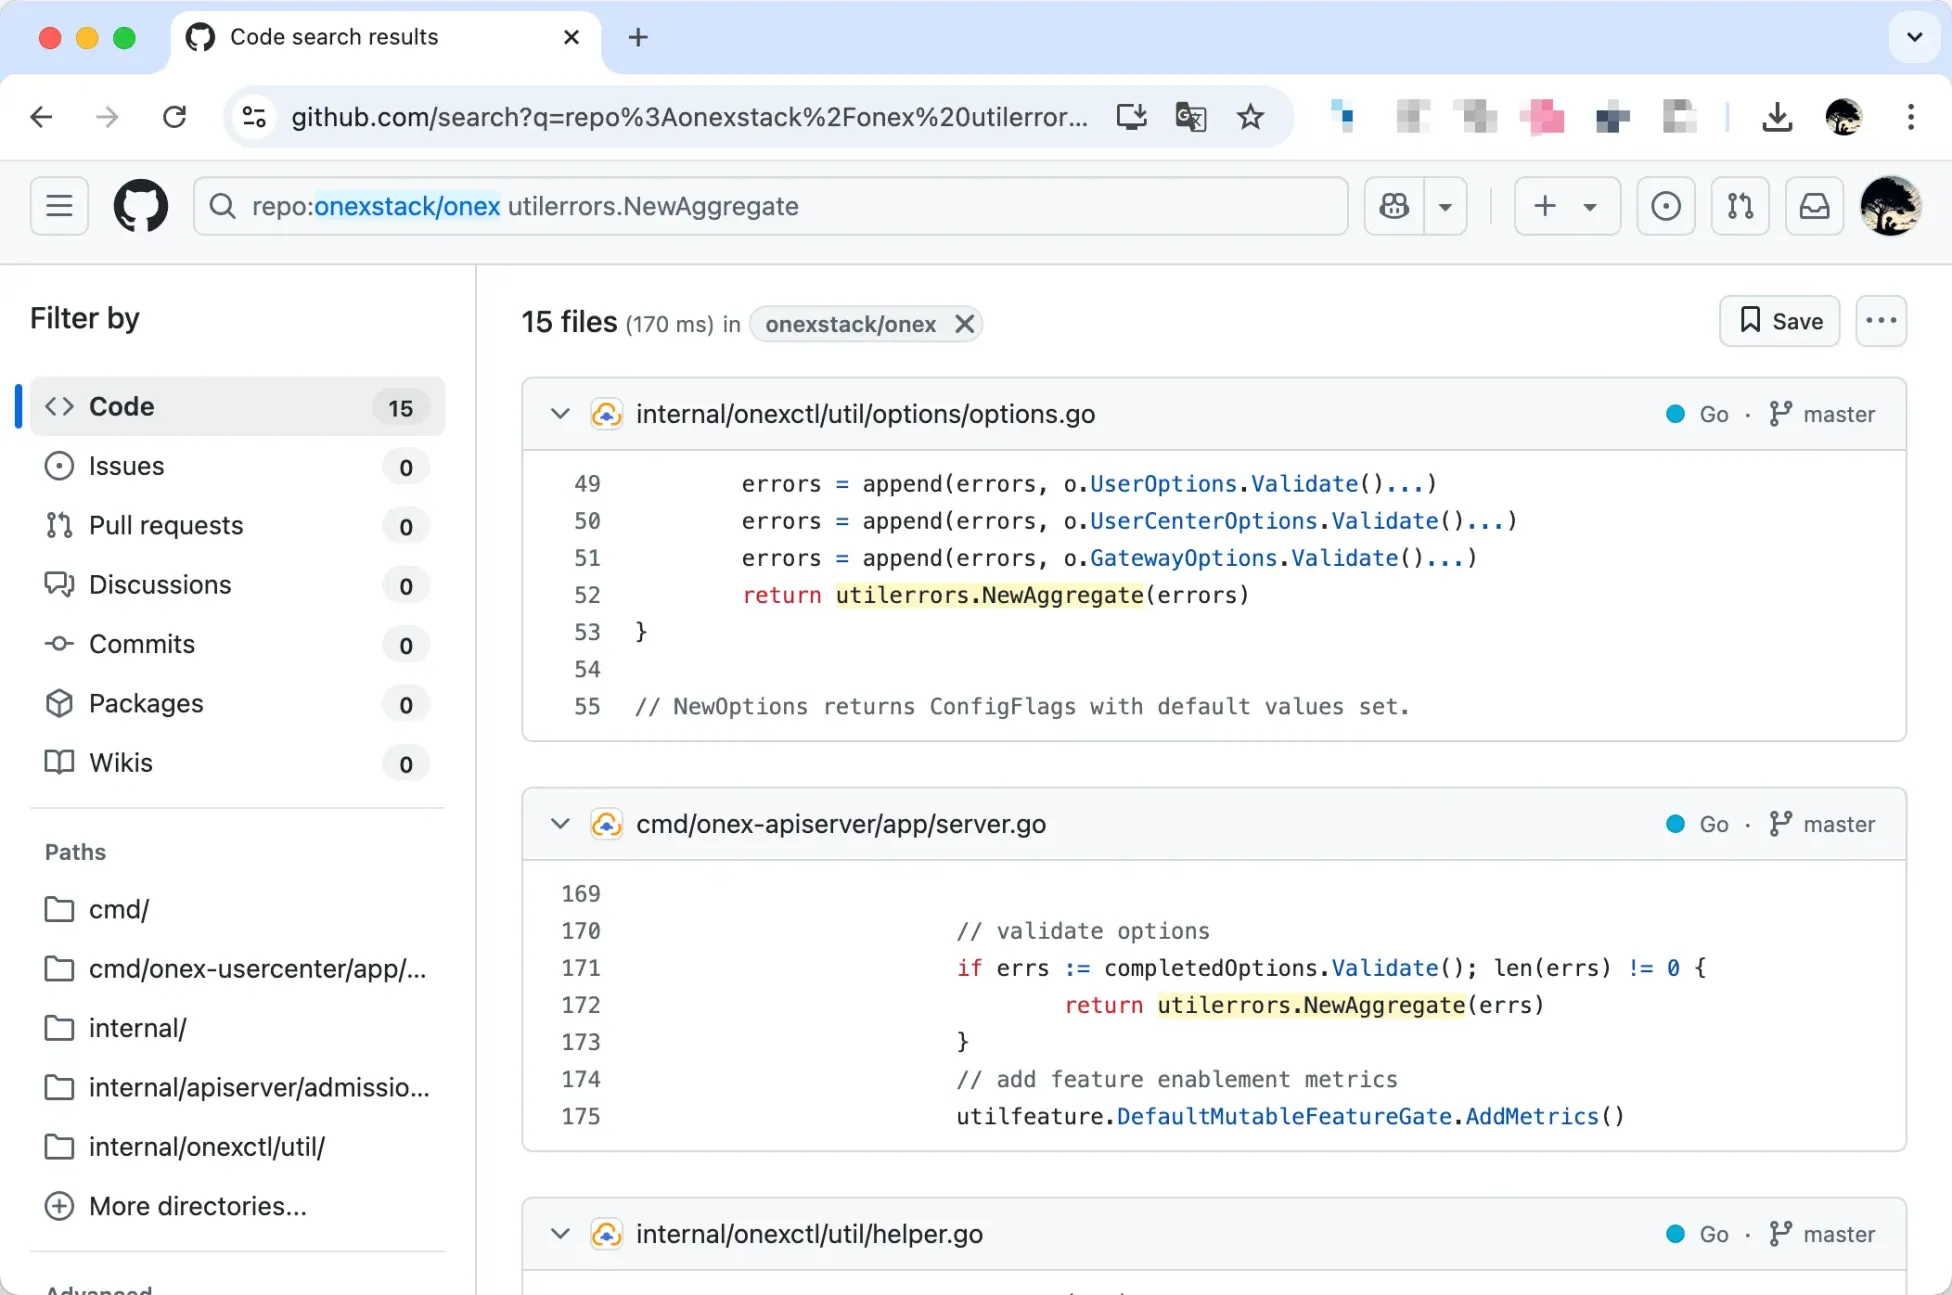 Code search results
github.com/search?q=repo%3Aonexstack%2Fonex%20utilerror...
repo:onexstack/onex utilerrors.NewAggregate
Filter by
Code 15
Issues 0
Pull requests 0
Discussions 0
Commits 0
Packages 0
Wikis 0
Paths
cmd/
cmd/onex-usercenter/app/...
internal/
internal/apiserver/admissio...
internal/onexctl/util/
More directories...
Advanced
15 files (170 ms) in onexstack/onex
Save
internal/onexctl/util/options/options.go Go · master
49 errors = append(errors, o.UserOptions.Validate()...)
50 errors = append(errors, o.UserCenterOptions.Validate()...)
51 errors = append(errors, o.GatewayOptions.Validate()...)
52 return utilerrors.NewAggregate(errors)
53 }
54
55 // NewOptions returns ConfigFlags with default values set.
cmd/onex-apiserver/app/server.go Go · master
169
170 // validate options
171 if errs := completedOptions.Validate(); len(errs) != 0 {
172 return utilerrors.NewAggregate(errs)
173 }
174 // add feature enablement metrics
175 utilfeature.DefaultMutableFeatureGate.AddMetrics()
internal/onexctl/util/helper.go Go · master